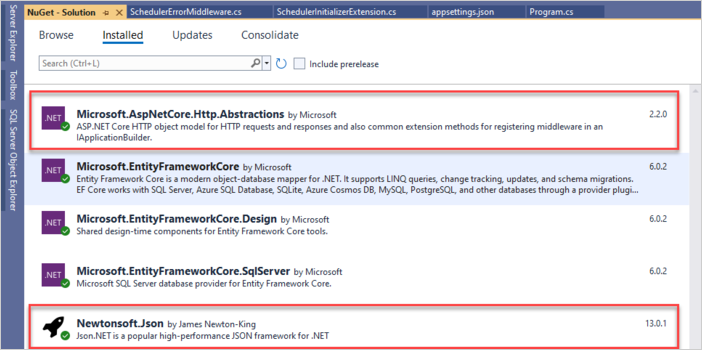 NuGet - Solution
SchedulerErrorMiddleware.cs
SchedulerInitializerExtension.cs
appsettings.json
Program.cs
Server Explorer
Toolbox
SQL Server Object Explorer
Browse
Installed
Updates
Consolidate
Search (Ctrl+L)
Include prerelease
.NET
Microsoft.AspNetCore.Http.Abstractions by Microsoft
2.2.0
ASP.NET Core HTTP object model for HTTP requests and responses and also common extension methods for registering middleware in an
IApplicationBuilder.
.NET
Microsoft.EntityFrameworkCore by Microsoft
6.0.2
Entity Framework Core is a modern object-database mapper for .NET. It supports LINQ queries, change tracking, updates, and schema migrations.
EF Core works with SQL Server, Azure SQL Database, SQLite, Azure Cosmos DB, MySQL, PostgreSQL, and other databases through a provider plugi...
.NET
Microsoft.EntityFrameworkCore.Design by Microsoft
6.0.2
Shared design-time components for Entity Framework Core tools.
.NET
Microsoft.EntityFrameworkCore.SqlServer by Microsoft
6.0.2
Microsoft SQL Server database provider for Entity Framework Core.
Newtonsoft.Json by James Newton-King
13.0.1
Json.NET is a popular high-performance JSON framework for .NET